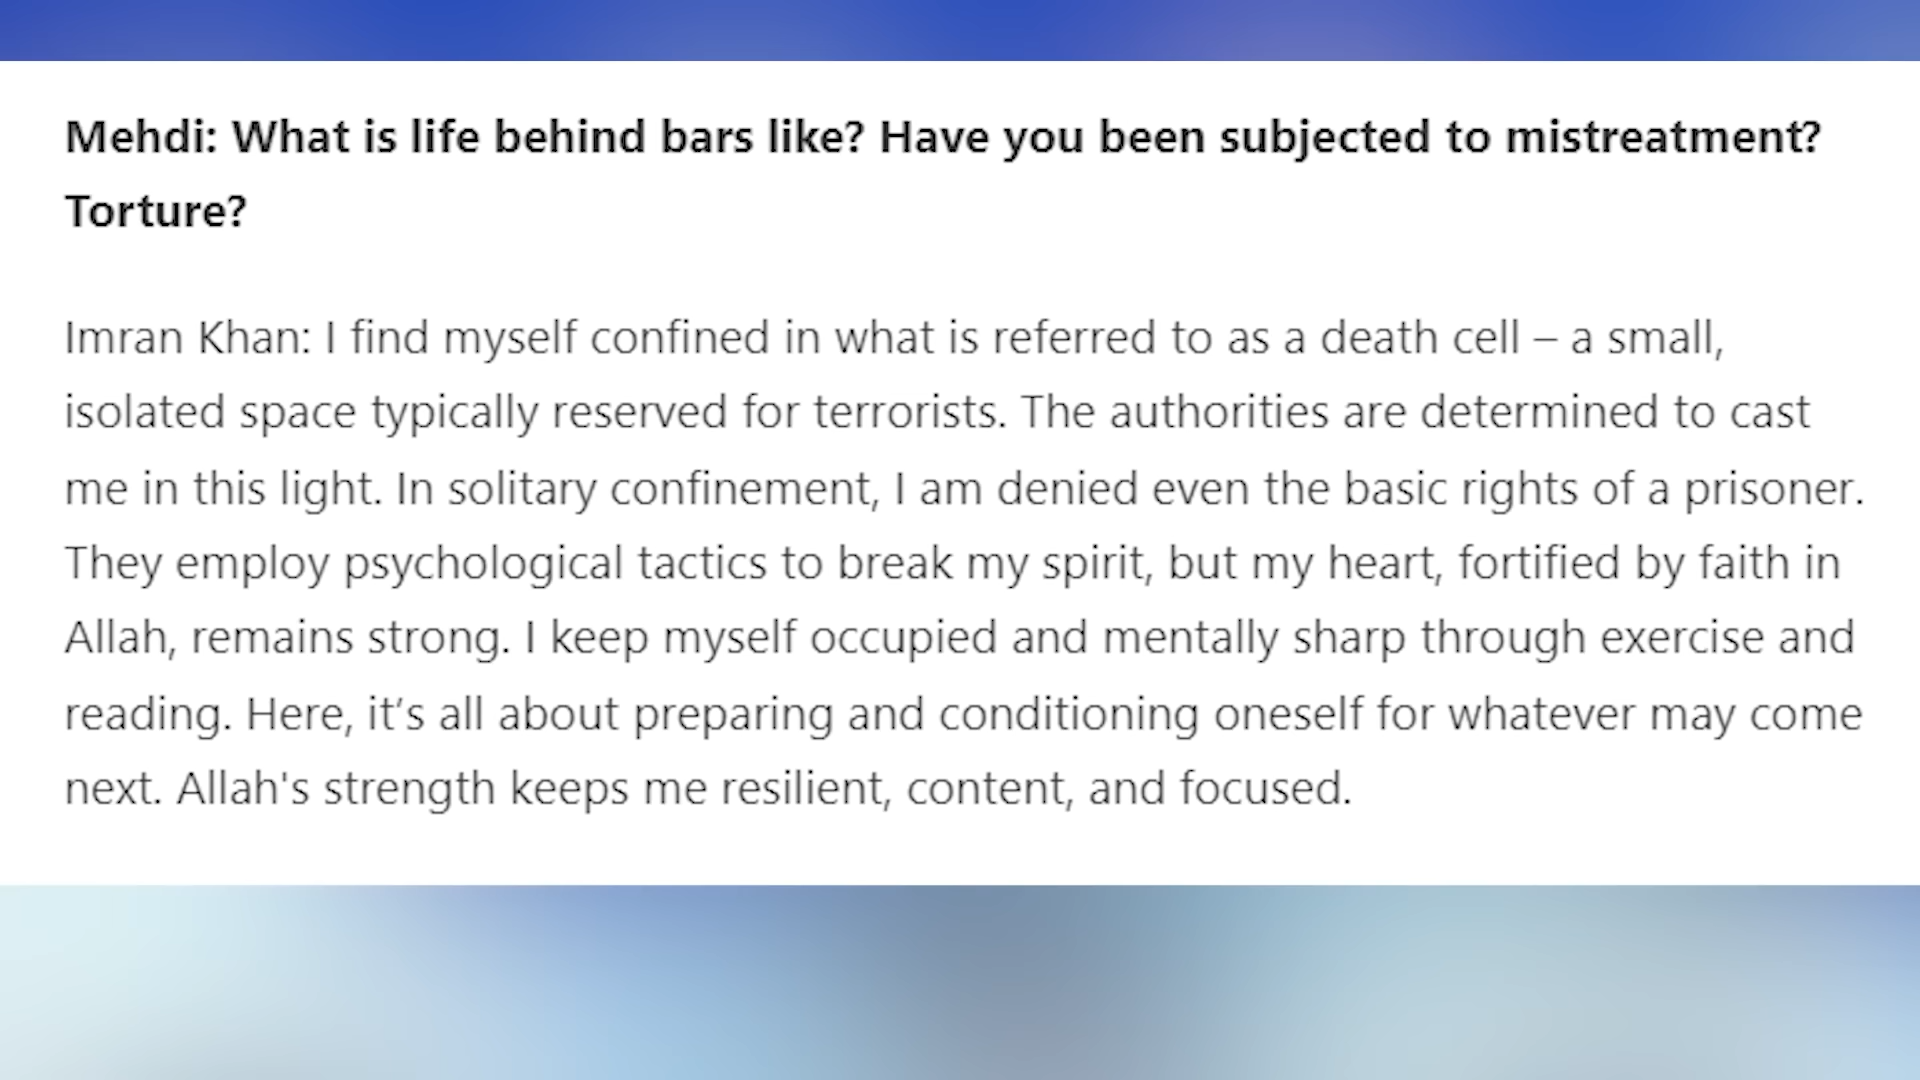 Mehdi: What is life behind bars like? Have you been subjected to mistreatment?
Torture?
Imran Khan: I find myself confined in what is referred to as a death cell – a small,
isolated space typically reserved for terrorists. The authorities are determined to cast
me in this light. In solitary confinement, I am denied even the basic rights of a prisoner.
They employ psychological tactics to break my spirit, but my heart, fortified by faith in
Allah, remains strong. I keep myself occupied and mentally sharp through exercise and
reading. Here, it’s all about preparing and conditioning oneself for whatever may come
next. Allah's strength keeps me resilient, content, and focused.